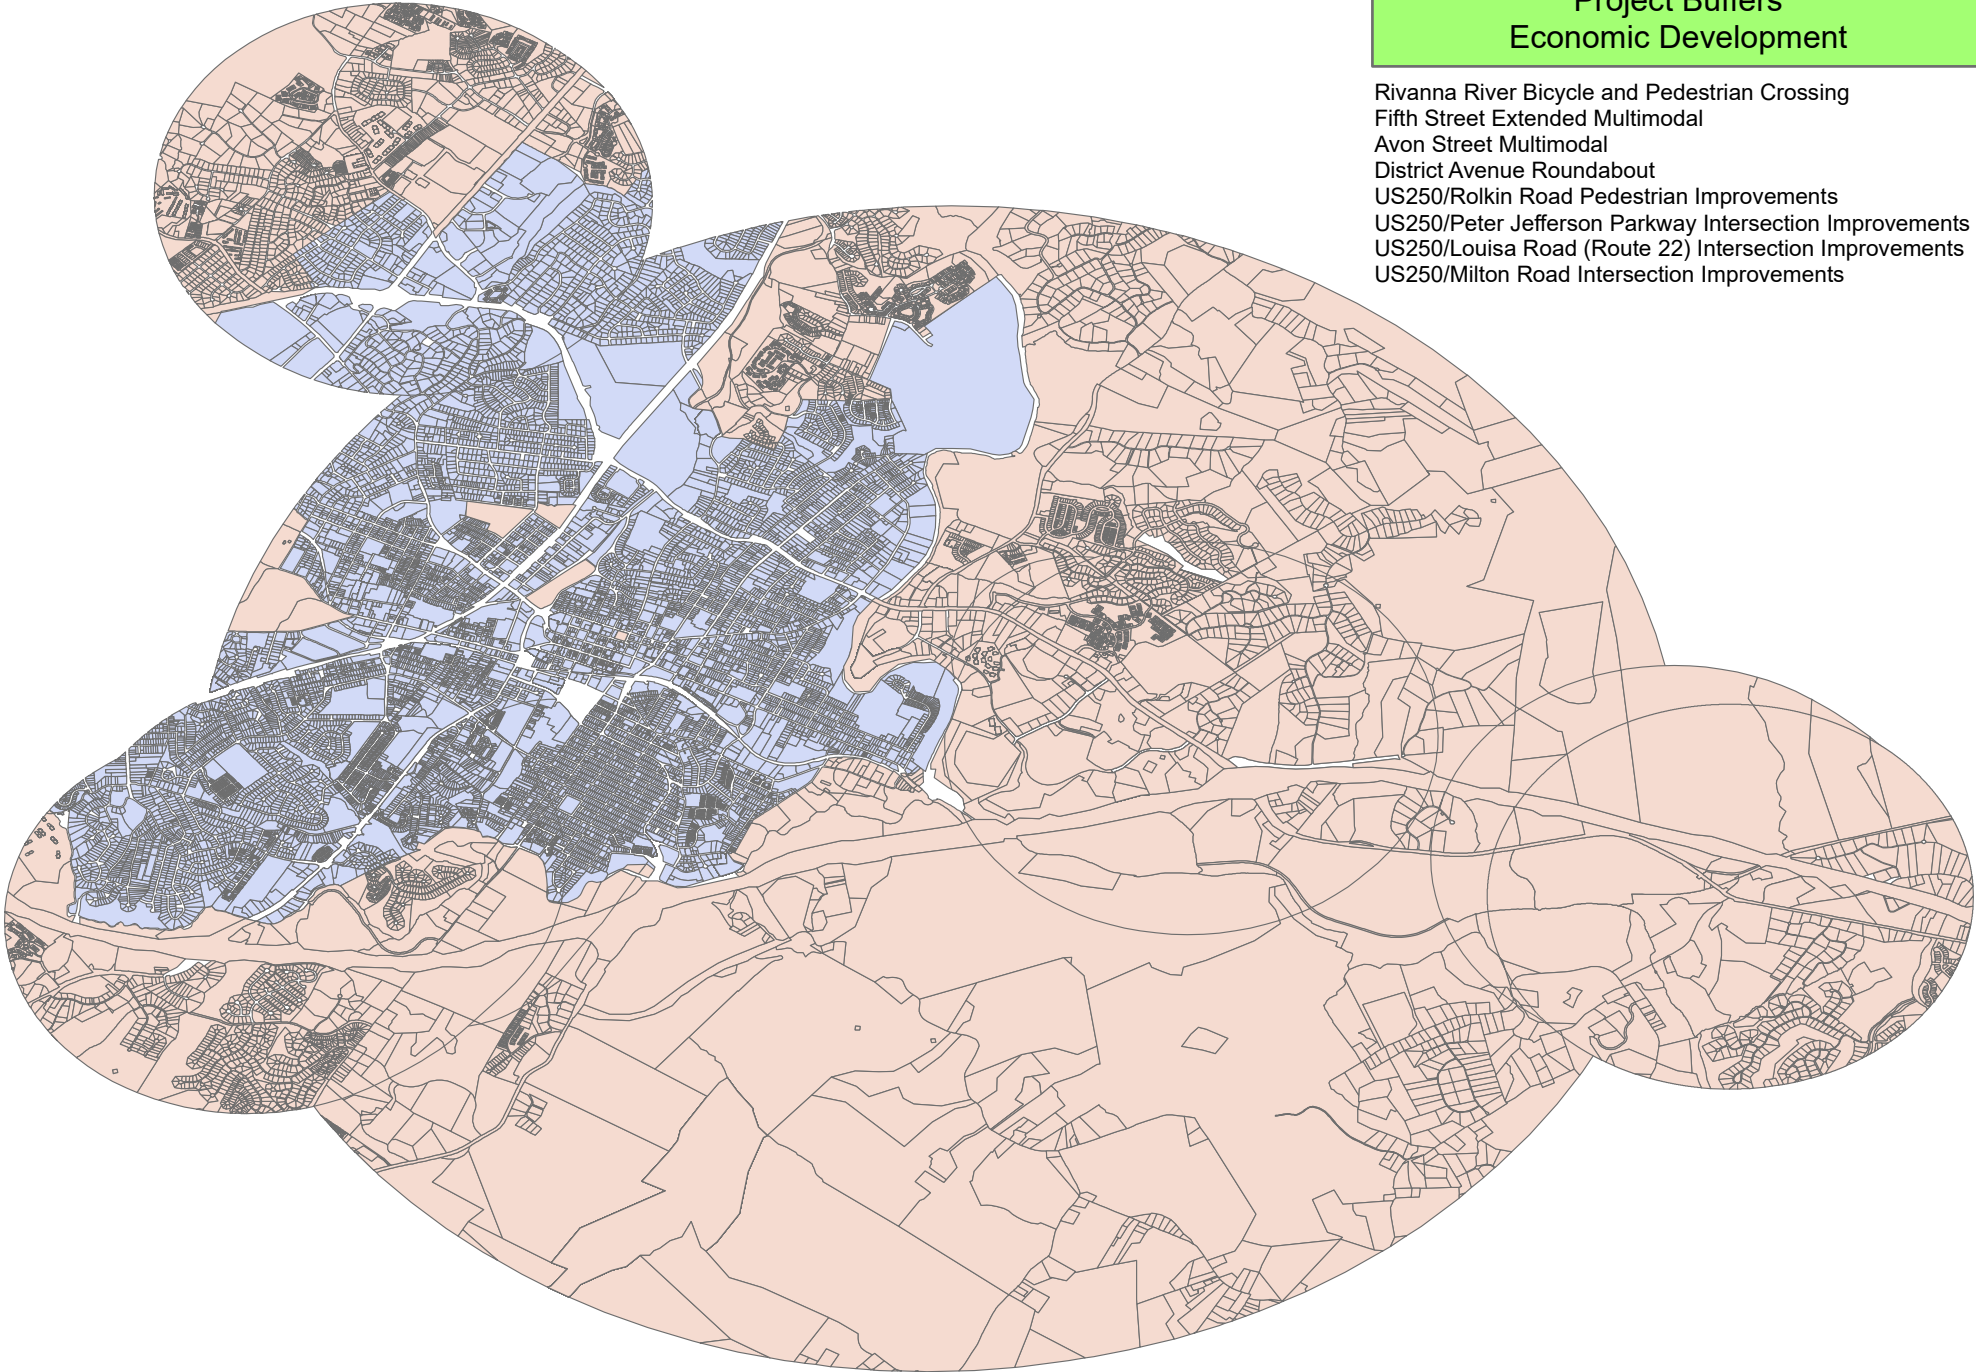 Project Buffers
Economic Development
Rivanna River Bicycle and Pedestrian Crossing
Fifth Street Extended Multimodal
Avon Street Multimodal
District Avenue Roundabout
US250/Rolkin Road Pedestrian Improvements
US250/Peter Jefferson Parkway Intersection Improvements
US250/Louisa Road (Route 22) Intersection Improvements
US250/Milton Road Intersection Improvements